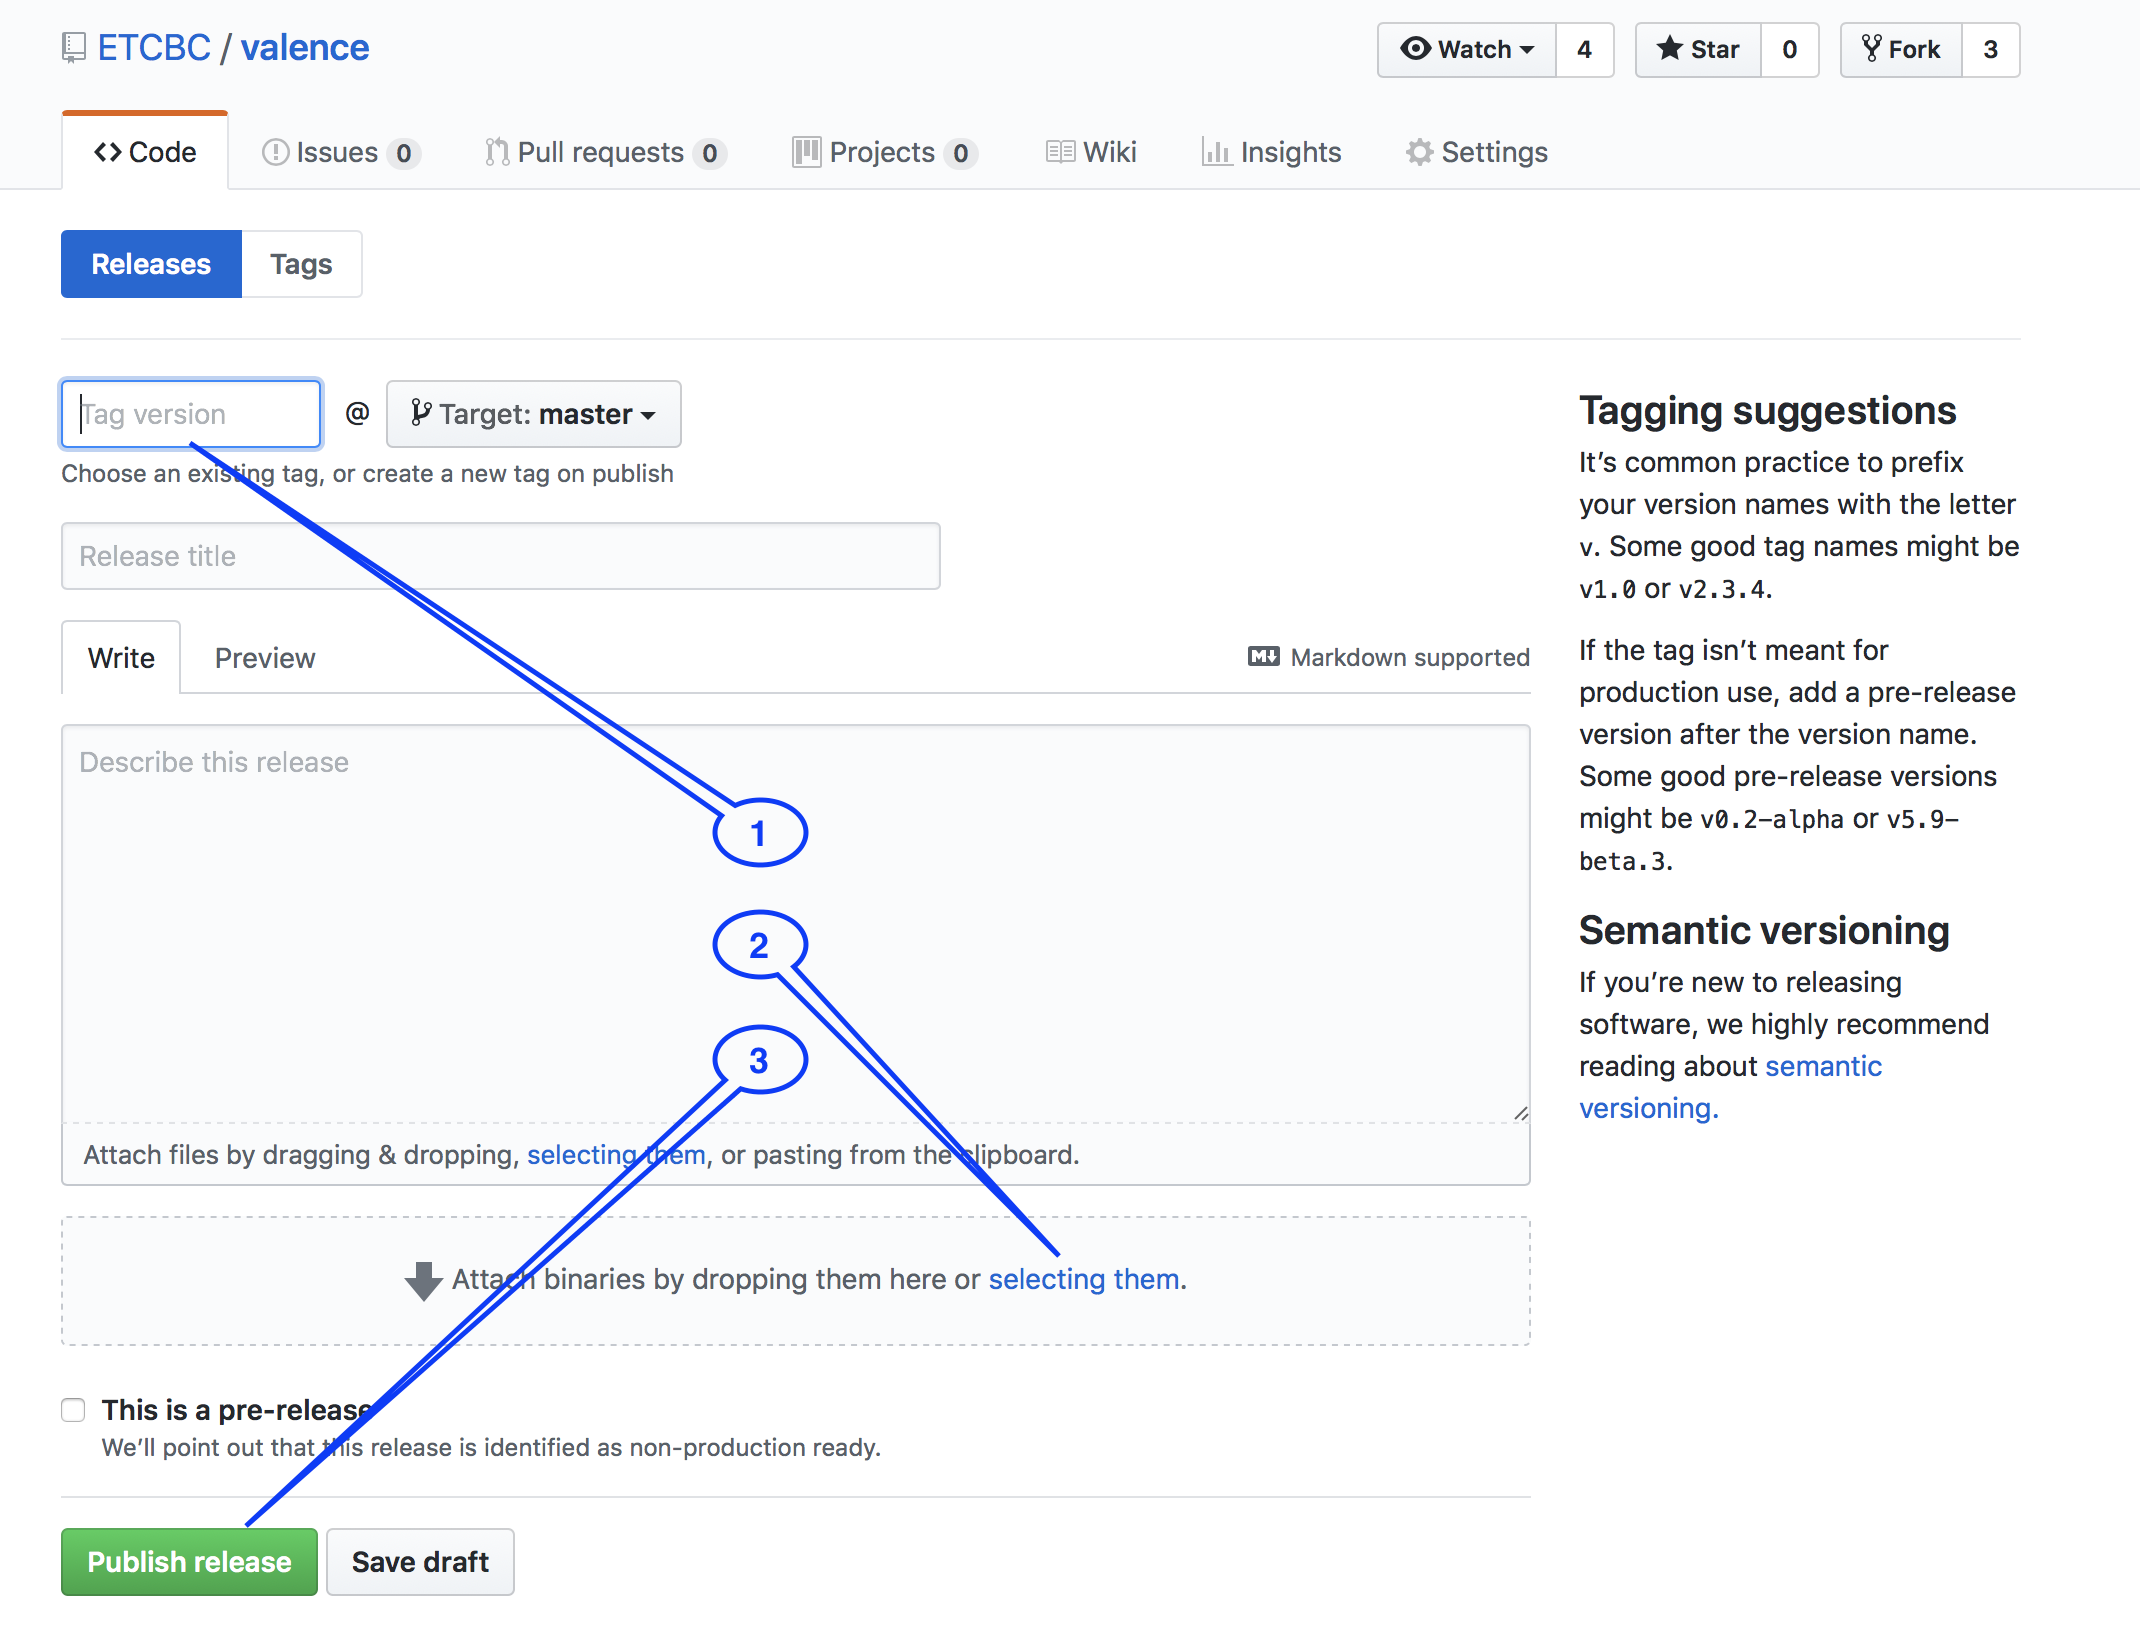 ETCBC / valence
Watch 4 Star 0 Fork 3
Code Issues 0 Pull requests 0 Projects 0 Wiki Insights Settings
Releases Tags
Tag version @ Target: master
Choose an existing tag, or create a new tag on publish
Release title
Write Preview Markdown supported
Describe this release
1
2
3
Attach files by dragging & dropping, selecting them, or pasting from the clipboard.
Attach binaries by dropping them here or selecting them.
This is a pre-release
We’ll point out that this release is identified as non-production ready.
Publish release Save draft
Tagging suggestions
It’s common practice to prefix
your version names with the letter
v. Some good tag names might be
v1.0 or v2.3.4.
If the tag isn’t meant for
production use, add a pre-release
version after the version name.
Some good pre-release versions
might be v0.2-alpha or v5.9-
beta.3.
Semantic versioning
If you’re new to releasing
software, we highly recommend
reading about semantic
versioning.